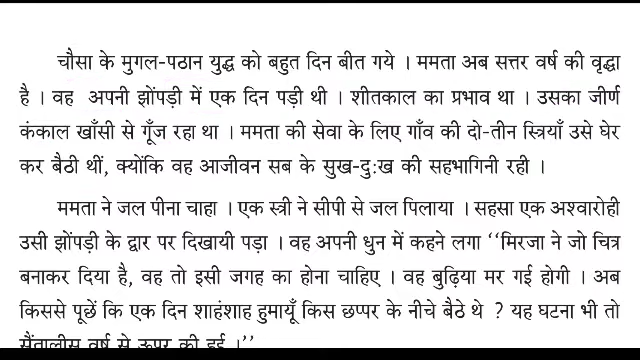 चौसा के मुगल-पठान युद्ध को बहुत दिन बीत गये । ममता अब सत्तर वर्ष की वृद्धा
है । वह अपनी झोंपड़ी में एक दिन पड़ी थी । शीतकाल का प्रभाव था । उसका जीर्ण
कंकाल खाँसी से गूँज रहा था । ममता की सेवा के लिए गाँव की दो-तीन स्त्रियाँ उसे घेर
कर बैठी थीं, क्योंकि वह आजीवन सब के सुख-दुःख की सहभागिनी रही ।
ममता ने जल पीना चाहा । एक स्त्री ने सीपी से जल पिलाया । सहसा एक अश्वारोही
उसी झोंपड़ी के द्वार पर दिखायी पड़ा । वह अपनी धुन में कहने लगा ‘‘मिरजा ने जो चित्र
बनाकर दिया है, वह तो इसी जगह का होना चाहिए । वह बुढ़िया मर गई होगी । अब
किससे पूछें कि एक दिन शाहंशाह हुमायूँ किस छप्पर के नीचे बैठे थे ? यह घटना भी तो
सैंतालीस वर्ष से ऊपर की हुई ।’’